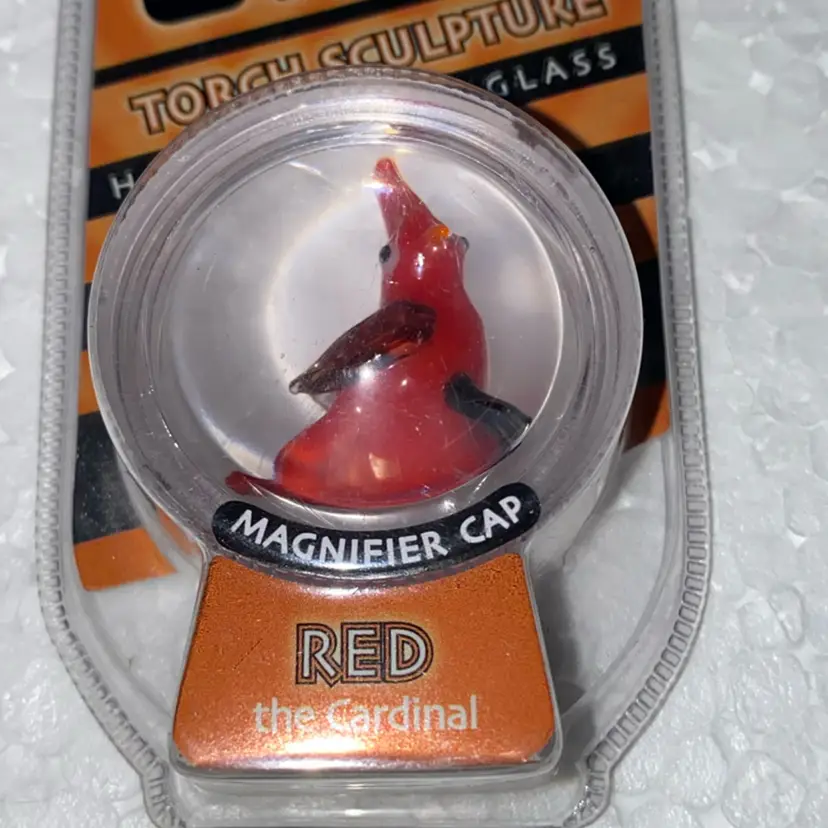 TORCH SCULPTURE
GLASS
MAGNIFIER CAP
RED
the Cardinal